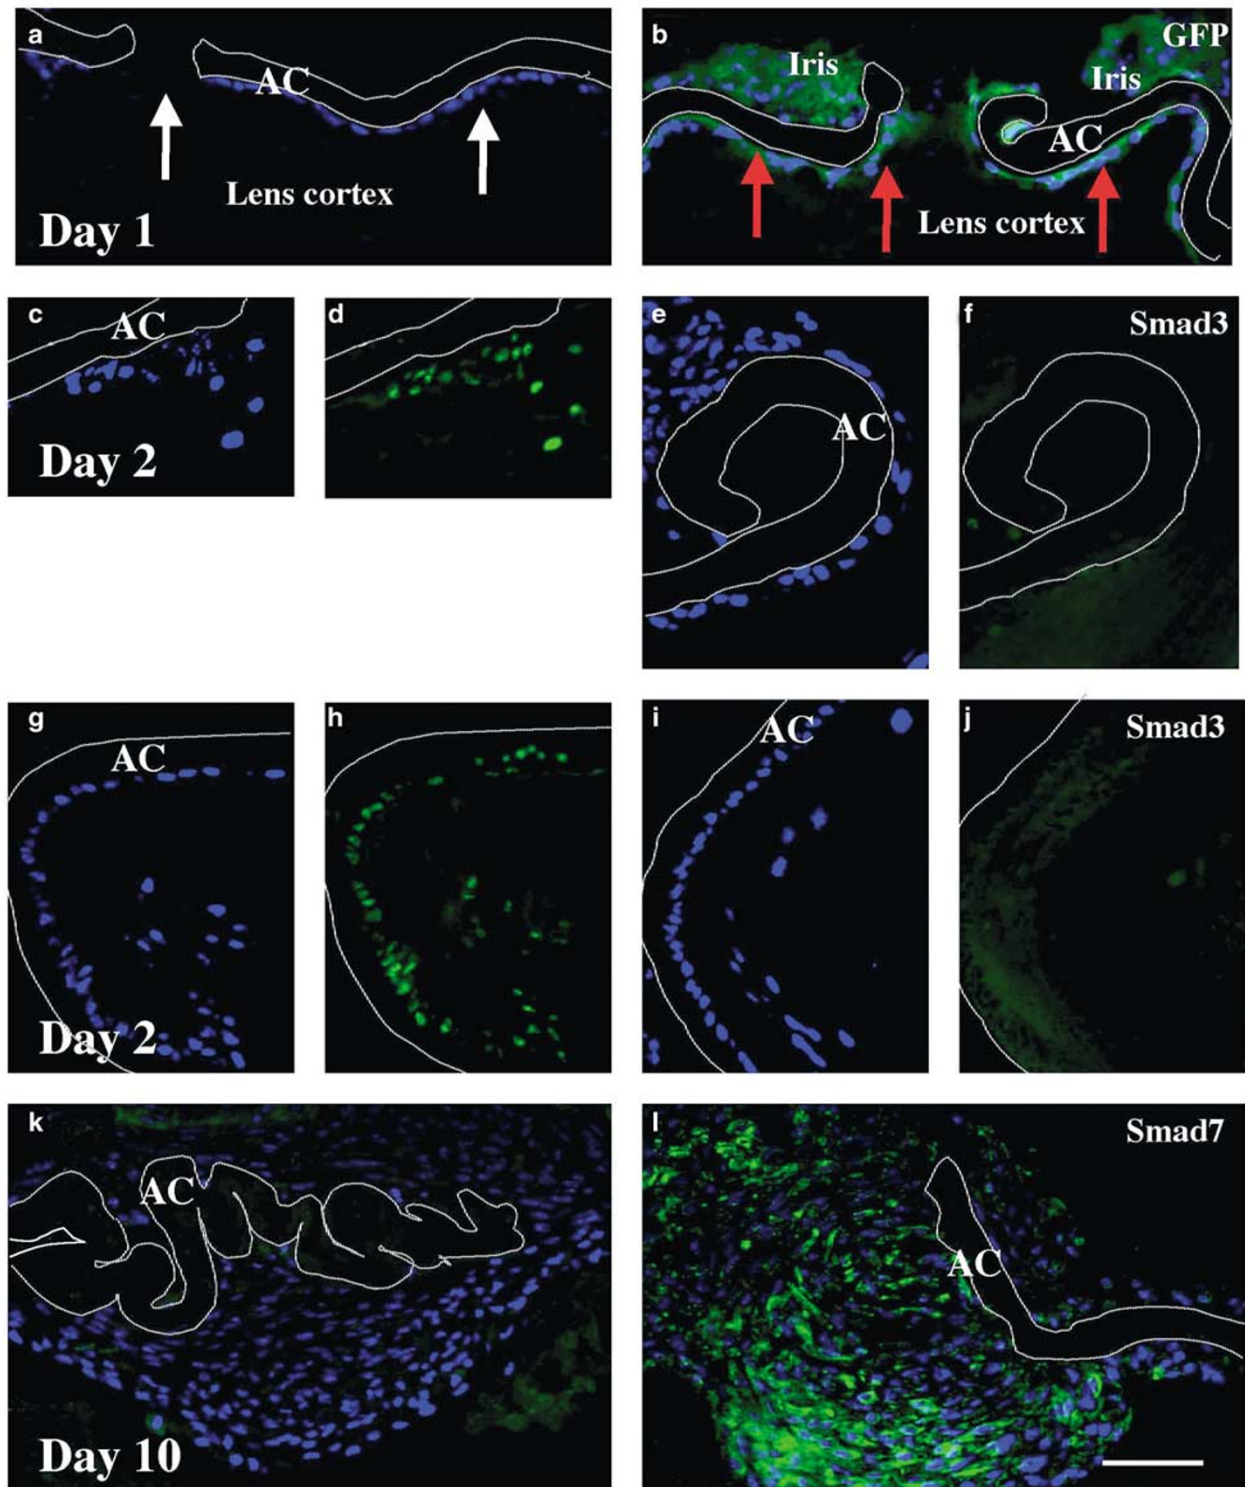 a
AC
Lens cortex
Day 1
b
GFP
Iris
Iris
AC
Lens cortex
c
AC
Day 2
d
e
AC
f
Smad3
g
AC
Day 2
h
i
AC
j
Smad3
k
AC
Day 10
l
Smad7
AC